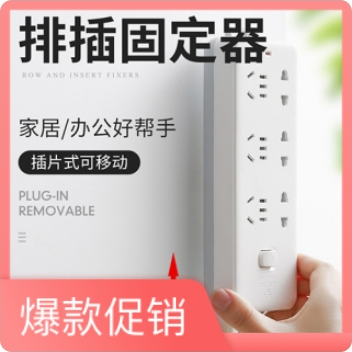 排插固定器
ROW AND INSERT FIXERS
家居/办公好帮手
插片式可移动
PLUG-IN
REMOVABLE
爆款促销